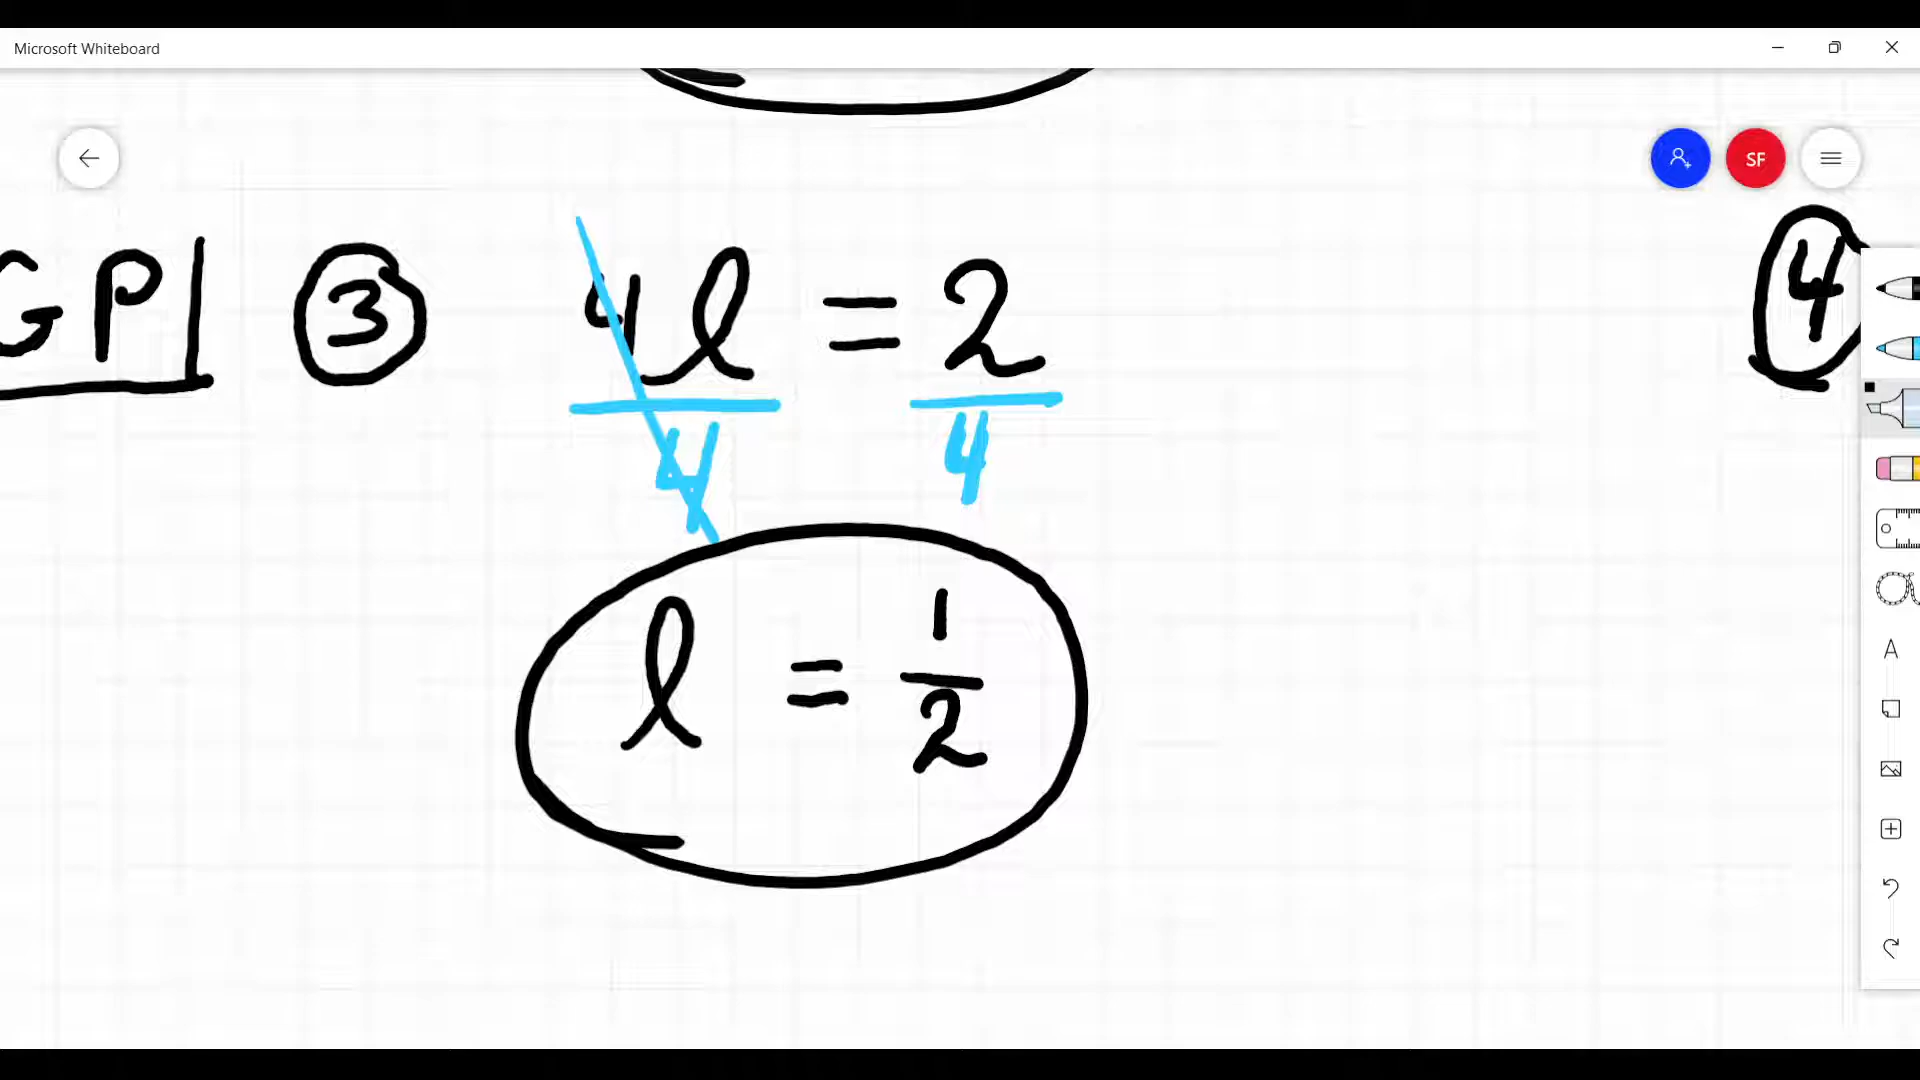 Microsoft Whiteboard
SF
GP 3 4l = 2 4
4 4
l = 1/2
A